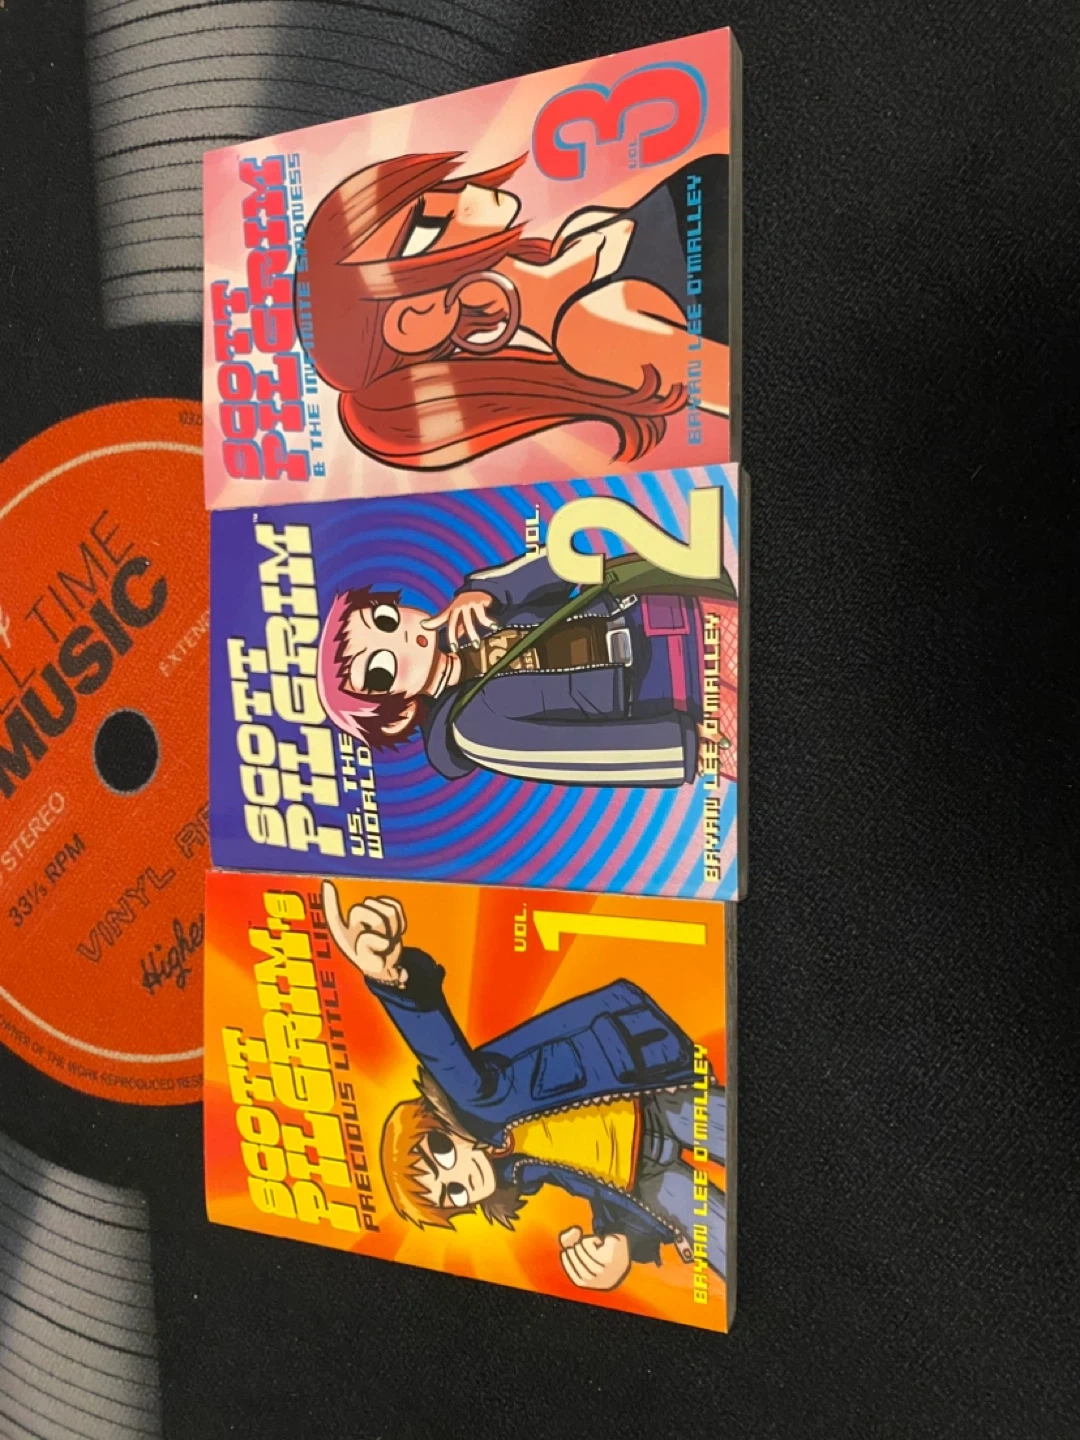 SCOTT
PILGRIM'S
PRECIOUS LITTLE LIFE
VOL.
1
BRYAN LEE O'MALLEY
SCOTT
PILGRIM
VS. THE
WORLD
VOL.
2
BRYAN LEE O'MALLEY
SCOTT
PILGRIM
& THE INFINITE SADNESS
VOL.
3
BRYAN LEE O'MALLEY
TIME
MUSIC
STEREO
33⅓ RPM
VINYL